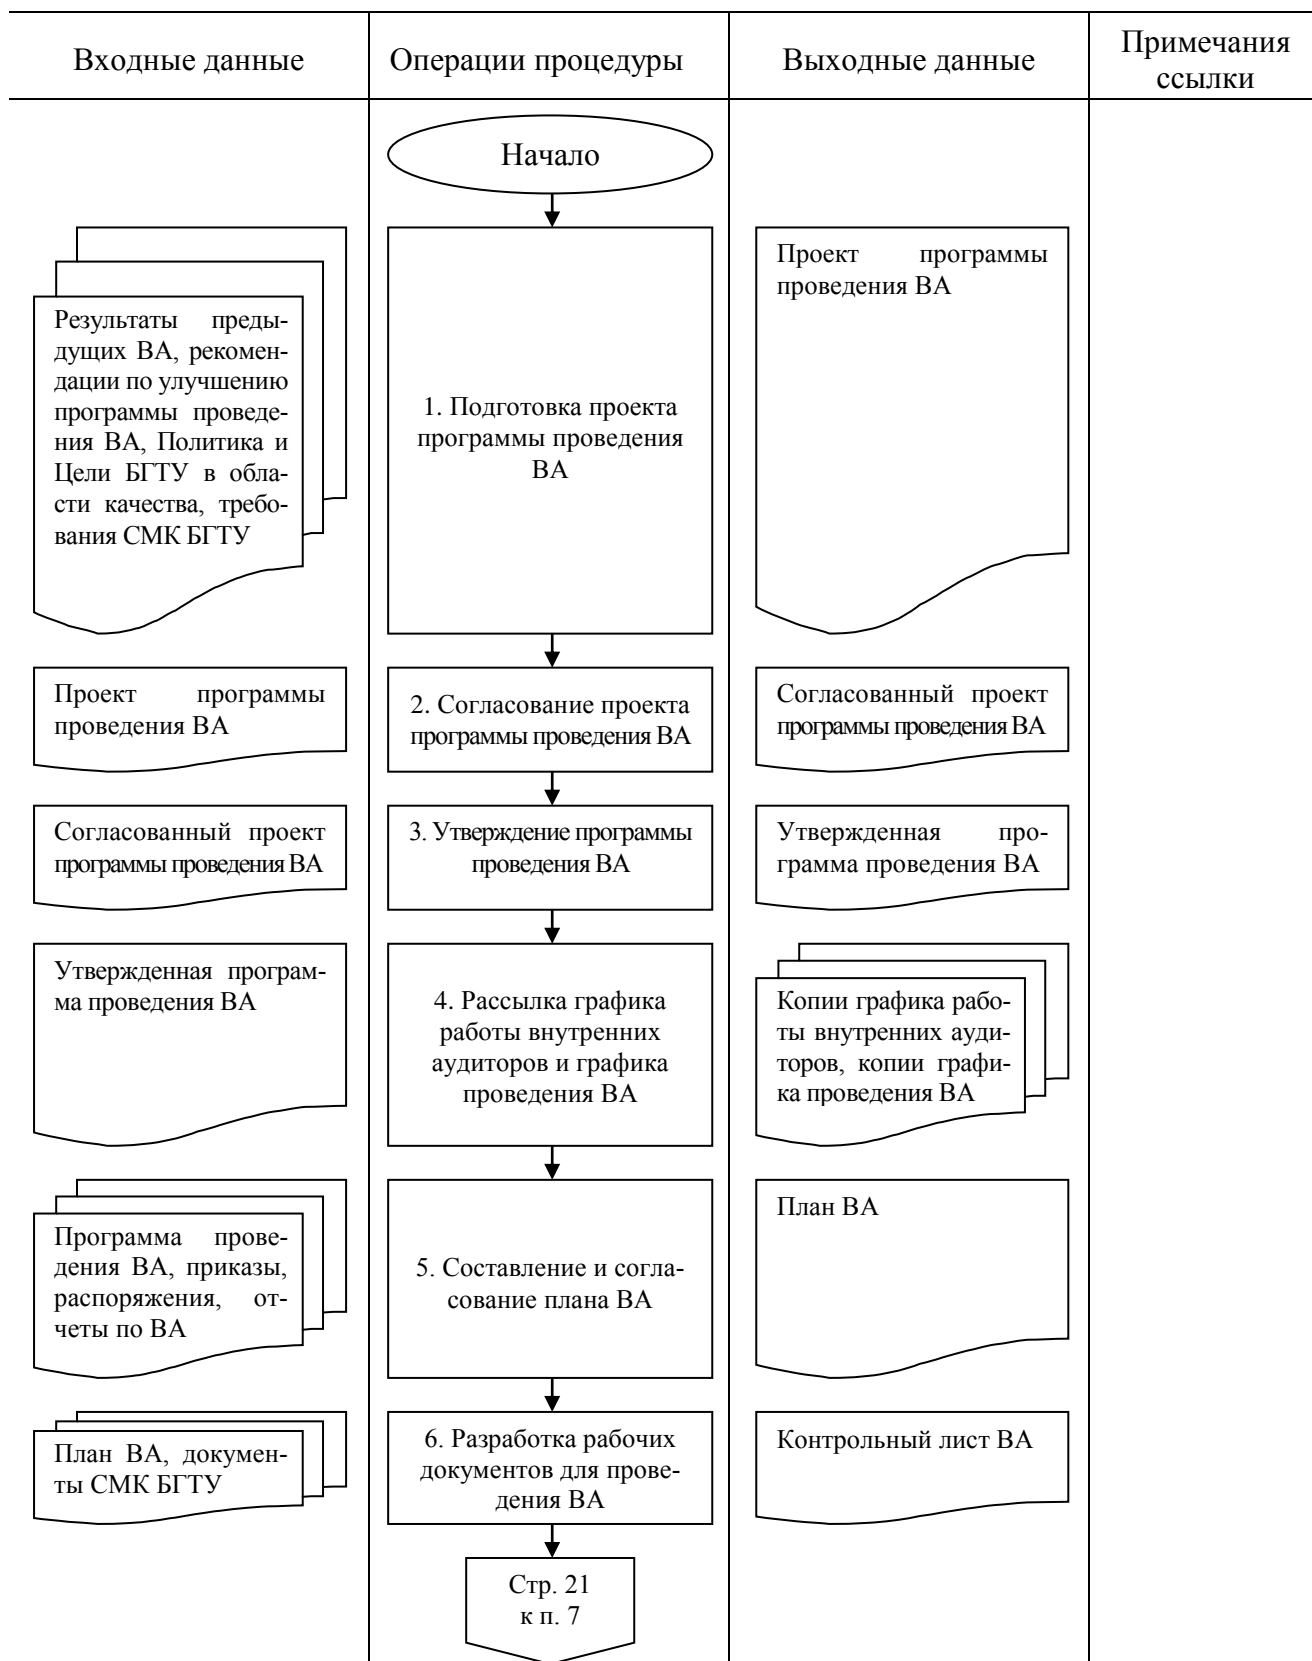 Входные данные
Операции процедуры
Выходные данные
Примечания
ссылки
Начало
Результаты преды-
дущих ВА, рекомен-
дации по улучшению
программы проведе-
ния ВА, Политика и
Цели БГТУ в обла-
сти качества, требо-
вания СМК БГТУ
1. Подготовка проекта
программы проведения
ВА
Проект программы
проведения ВА
Проект программы
проведения ВА
2. Согласование проекта
программы проведения ВА
Согласованный проект
программы проведения ВА
Согласованный проект
программы проведения ВА
3. Утверждение программы
проведения ВА
Утвержденная про-
грамма проведения ВА
Утвержденная програм-
ма проведения ВА
4. Рассылка графика
работы внутренних
аудиторов и графика
проведения ВА
Копии графика рабо-
ты внутренних ауди-
торов, копии графи-
ка проведения ВА
Программа прове-
дения ВА, приказы,
распоряжения, от-
четы по ВА
5. Составление и согла-
сование плана ВА
План ВА
План ВА, докумен-
ты СМК БГТУ
6. Разработка рабочих
документов для прове-
дения ВА
Контрольный лист ВА
Стр. 21
к п. 7